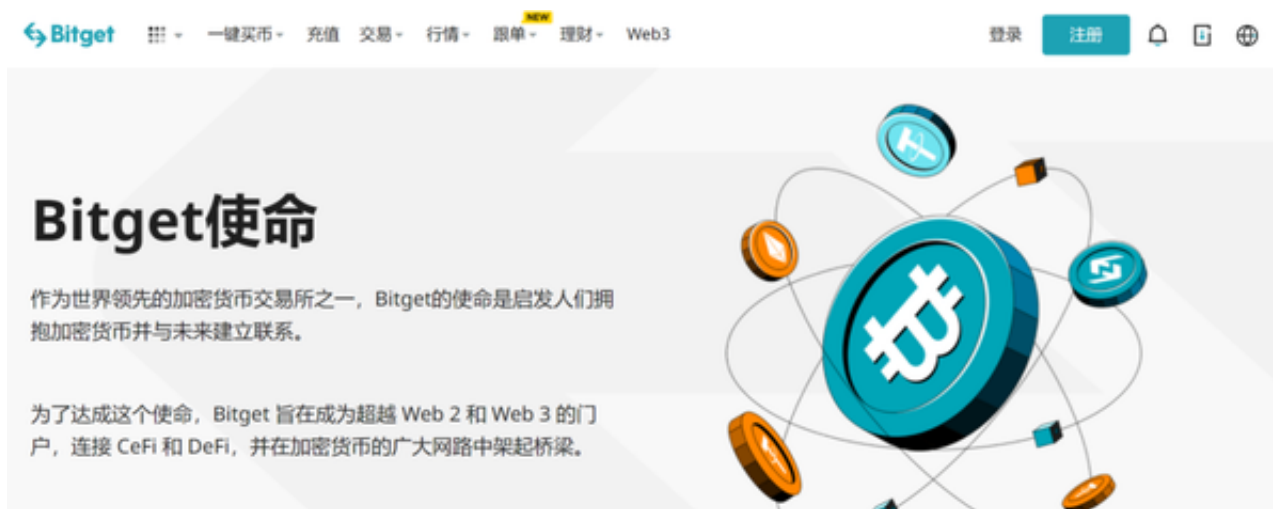 Bitget 一键买币 充值 交易 行情 跟单 NEW 理财 Web3 登录 注册
Bitget使命
作为世界领先的加密货币交易所之一，Bitget的使命是启发人们拥
抱加密货币并与未来建立联系。
为了达成这个使命，Bitget 旨在成为超越 Web 2 和 Web 3 的门
户，连接 CeFi 和 DeFi，并在加密货币的广大网路中架起桥梁。